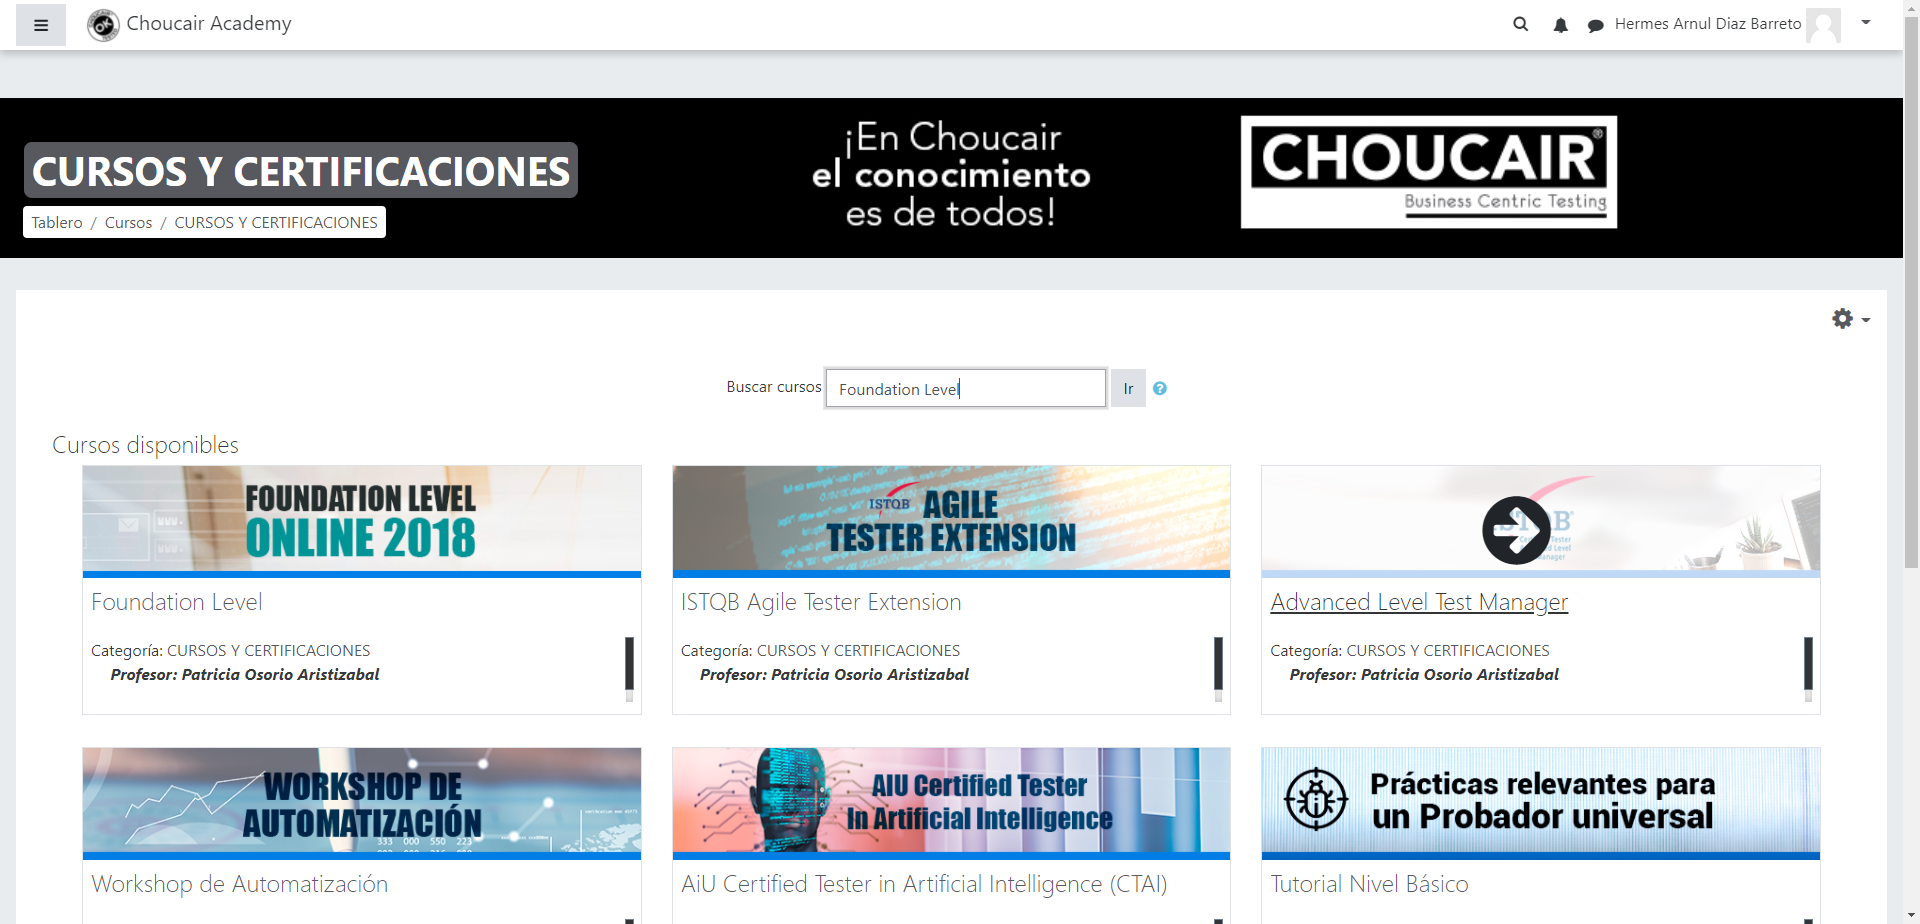 Choucair Academy
Hermes Arnul Diaz Barreto
CURSOS Y CERTIFICACIONES
Tablero / Cursos / CURSOS Y CERTIFICACIONES
¡En Choucair
el conocimiento
es de todos!
CHOUCAIR®
Business Centric Testing
Buscar cursos
Foundation Level
Ir
Cursos disponibles
FOUNDATION LEVEL
ONLINE 2018
Foundation Level
Categoría: CURSOS Y CERTIFICACIONES
Profesor: Patricia Osorio Aristizabal
ISTQB AGILE
TESTER EXTENSION
ISTQB Agile Tester Extension
Categoría: CURSOS Y CERTIFICACIONES
Profesor: Patricia Osorio Aristizabal
Advanced Level Test Manager
Categoría: CURSOS Y CERTIFICACIONES
Profesor: Patricia Osorio Aristizabal
WORKSHOP DE
AUTOMATIZACIÓN
333 000 550 223
Workshop de Automatización
AIU Certified Tester
In Artificial Intelligence
AiU Certified Tester in Artificial Intelligence (CTAI)
Prácticas relevantes para
un Probador universal
Tutorial Nivel Básico